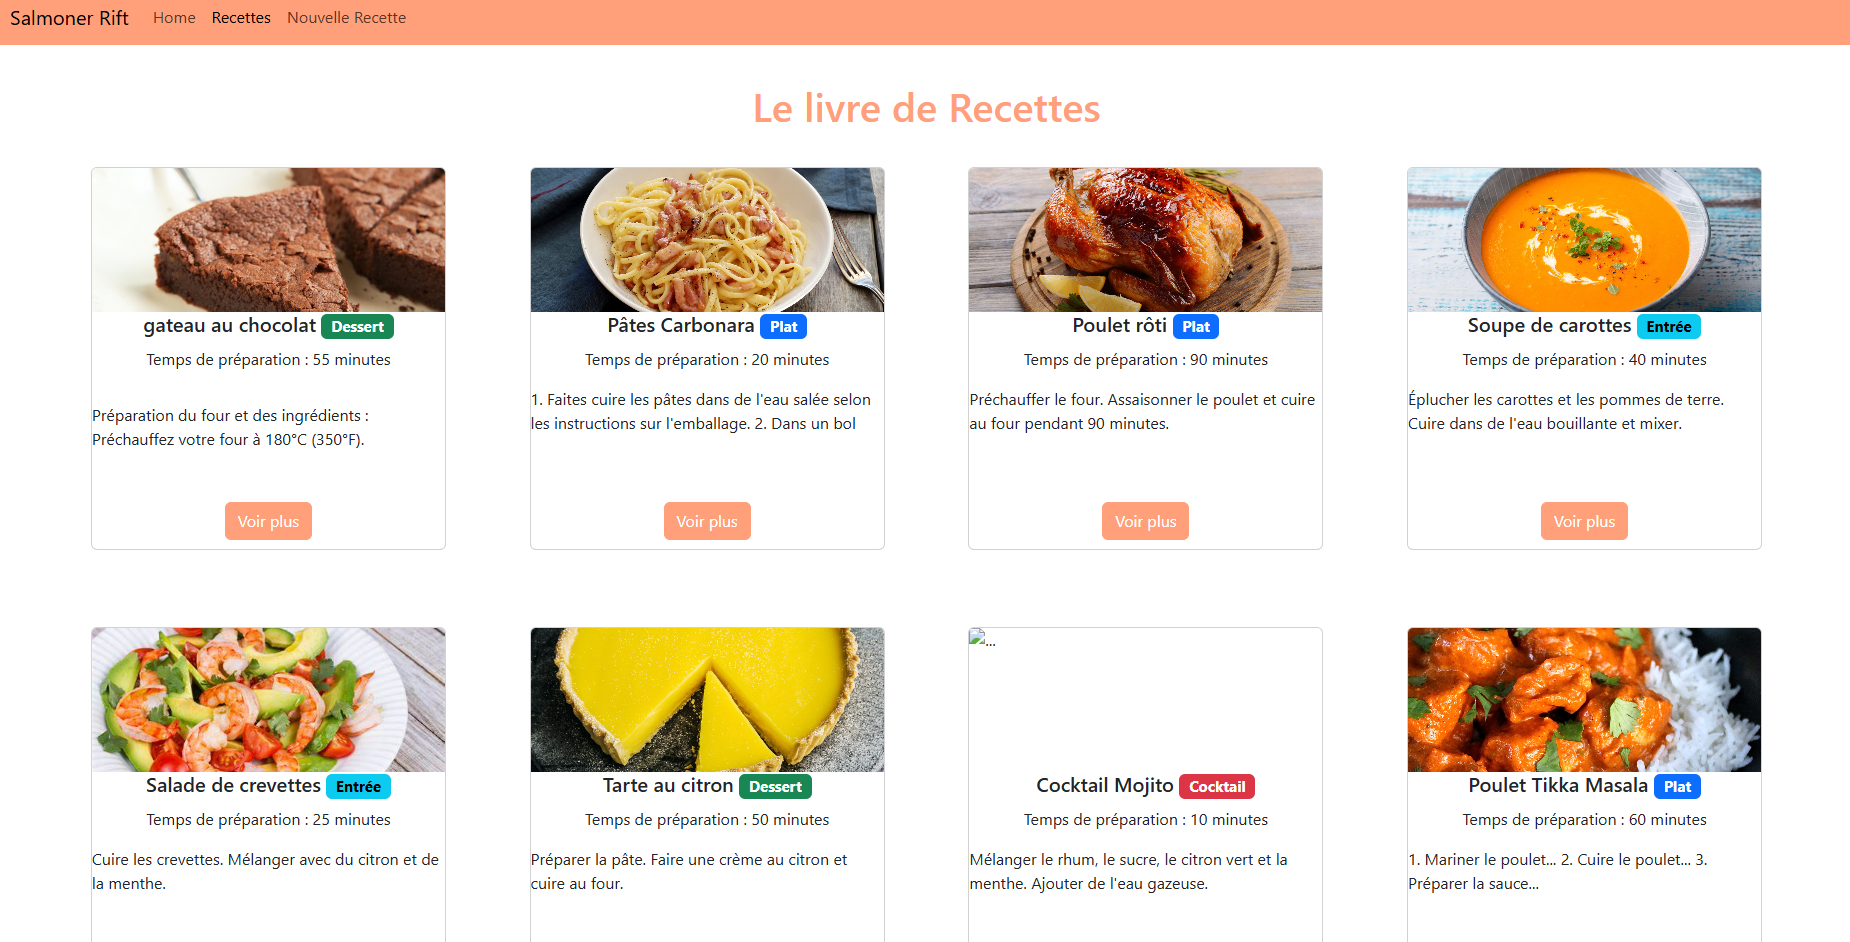 Salmoner Rift Home Recettes Nouvelle Recette
Le livre de Recettes
gateau au chocolat Dessert
Temps de préparation : 55 minutes
Préparation du four et des ingrédients :
Préchauffez votre four à 180°C (350°F).
Voir plus
Pâtes Carbonara Plat
Temps de préparation : 20 minutes
1. Faites cuire les pâtes dans de l'eau salée selon
les instructions sur l'emballage. 2. Dans un bol
Voir plus
Poulet rôti Plat
Temps de préparation : 90 minutes
Préchauffer le four. Assaisonner le poulet et cuire
au four pendant 90 minutes.
Voir plus
Soupe de carottes Entrée
Temps de préparation : 40 minutes
Éplucher les carottes et les pommes de terre.
Cuire dans de l'eau bouillante et mixer.
Voir plus
Salade de crevettes Entrée
Temps de préparation : 25 minutes
Cuire les crevettes. Mélanger avec du citron et de
la menthe.
Tarte au citron Dessert
Temps de préparation : 50 minutes
Préparer la pâte. Faire une crème au citron et
cuire au four.
...
Cocktail Mojito Cocktail
Temps de préparation : 10 minutes
Mélanger le rhum, le sucre, le citron vert et la
menthe. Ajouter de l'eau gazeuse.
Poulet Tikka Masala Plat
Temps de préparation : 60 minutes
1. Mariner le poulet... 2. Cuire le poulet... 3.
Préparer la sauce...